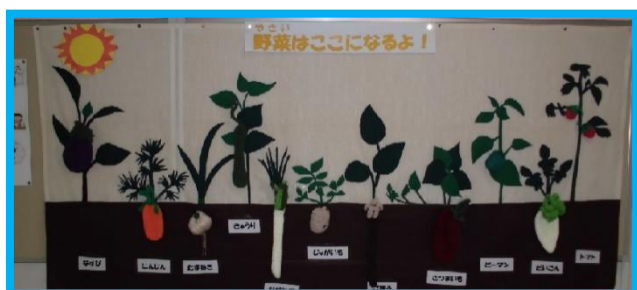 やさい
野菜はここになるよ！
なすび
にんじん
たまねぎ
きゅうり
じゃがいも
さつまいも
ピーマン
だいこん
トマト